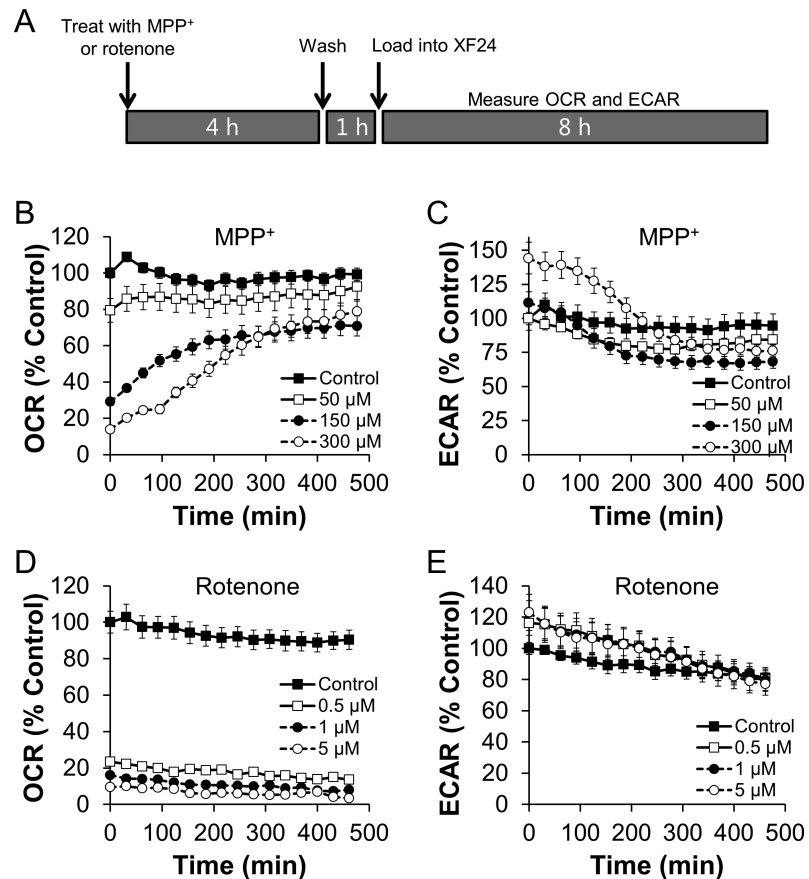 A
Treat with MPP⁺
or rotenone
Wash
Load into XF24
Measure OCR and ECAR
4 h
1 h
8 h
B
MPP⁺
OCR (% Control)
120
100
80
60
40
20
0
Control
50 µM
150 µM
300 µM
0 100 200 300 400 500
Time (min)
C
MPP⁺
ECAR (% Control)
150
125
100
75
50
25
0
Control
50 µM
150 µM
300 µM
0 100 200 300 400 500
Time (min)
D
Rotenone
OCR (% Control)
120
100
80
60
40
20
0
Control
0.5 µM
1 µM
5 µM
0 100 200 300 400 500
Time (min)
E
Rotenone
ECAR (% Control)
140
120
100
80
60
40
20
0
Control
0.5 µM
1 µM
5 µM
0 100 200 300 400 500
Time (min)